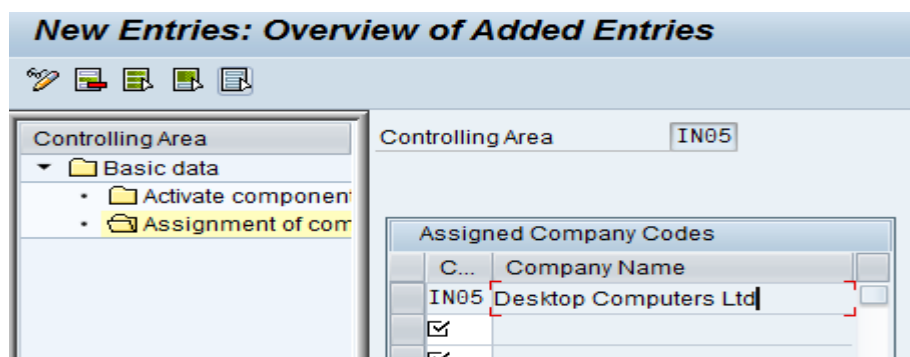 New Entries: Overview of Added Entries
Controlling Area
Basic data
Activate component
Assignment of com
Controlling Area IN05
Assigned Company Codes
C... Company Name
IN05 Desktop Computers Ltd